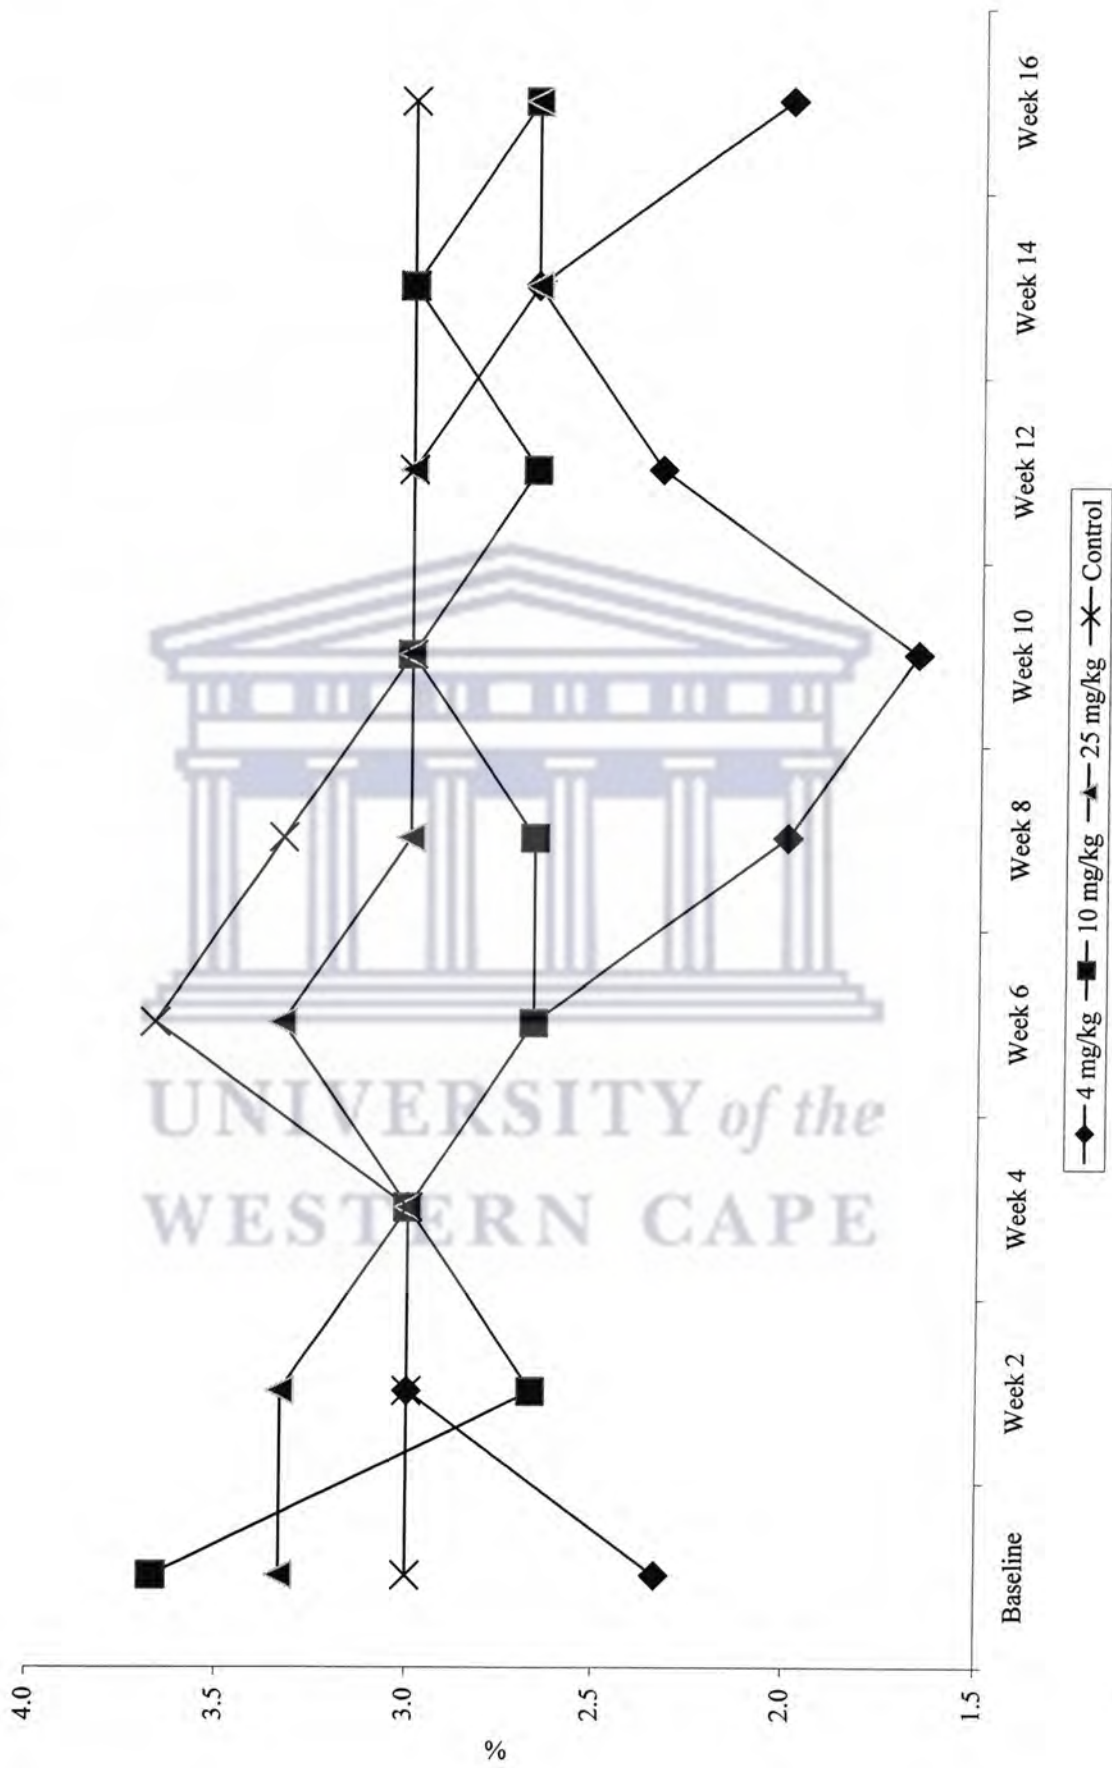 4.0
3.5
3.0
2.5
2.0
1.5
%
Baseline
Week 2
Week 4
Week 6
Week 8
Week 10
Week 12
Week 14
Week 16
4 mg/kg 10 mg/kg 25 mg/kg Control
UNIVERSITY of the
WESTERN CAPE